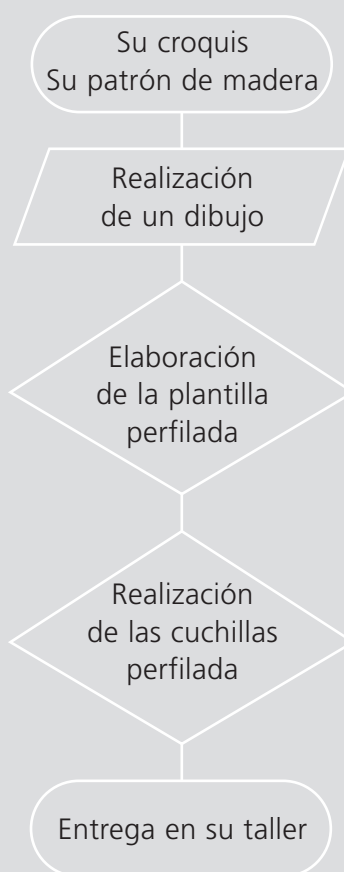 Su croquis
Su patrón de madera
Realización
de un dibujo
Elaboración
de la plantilla
perfilada
Realización
de las cuchillas
perfilada
Entrega en su taller